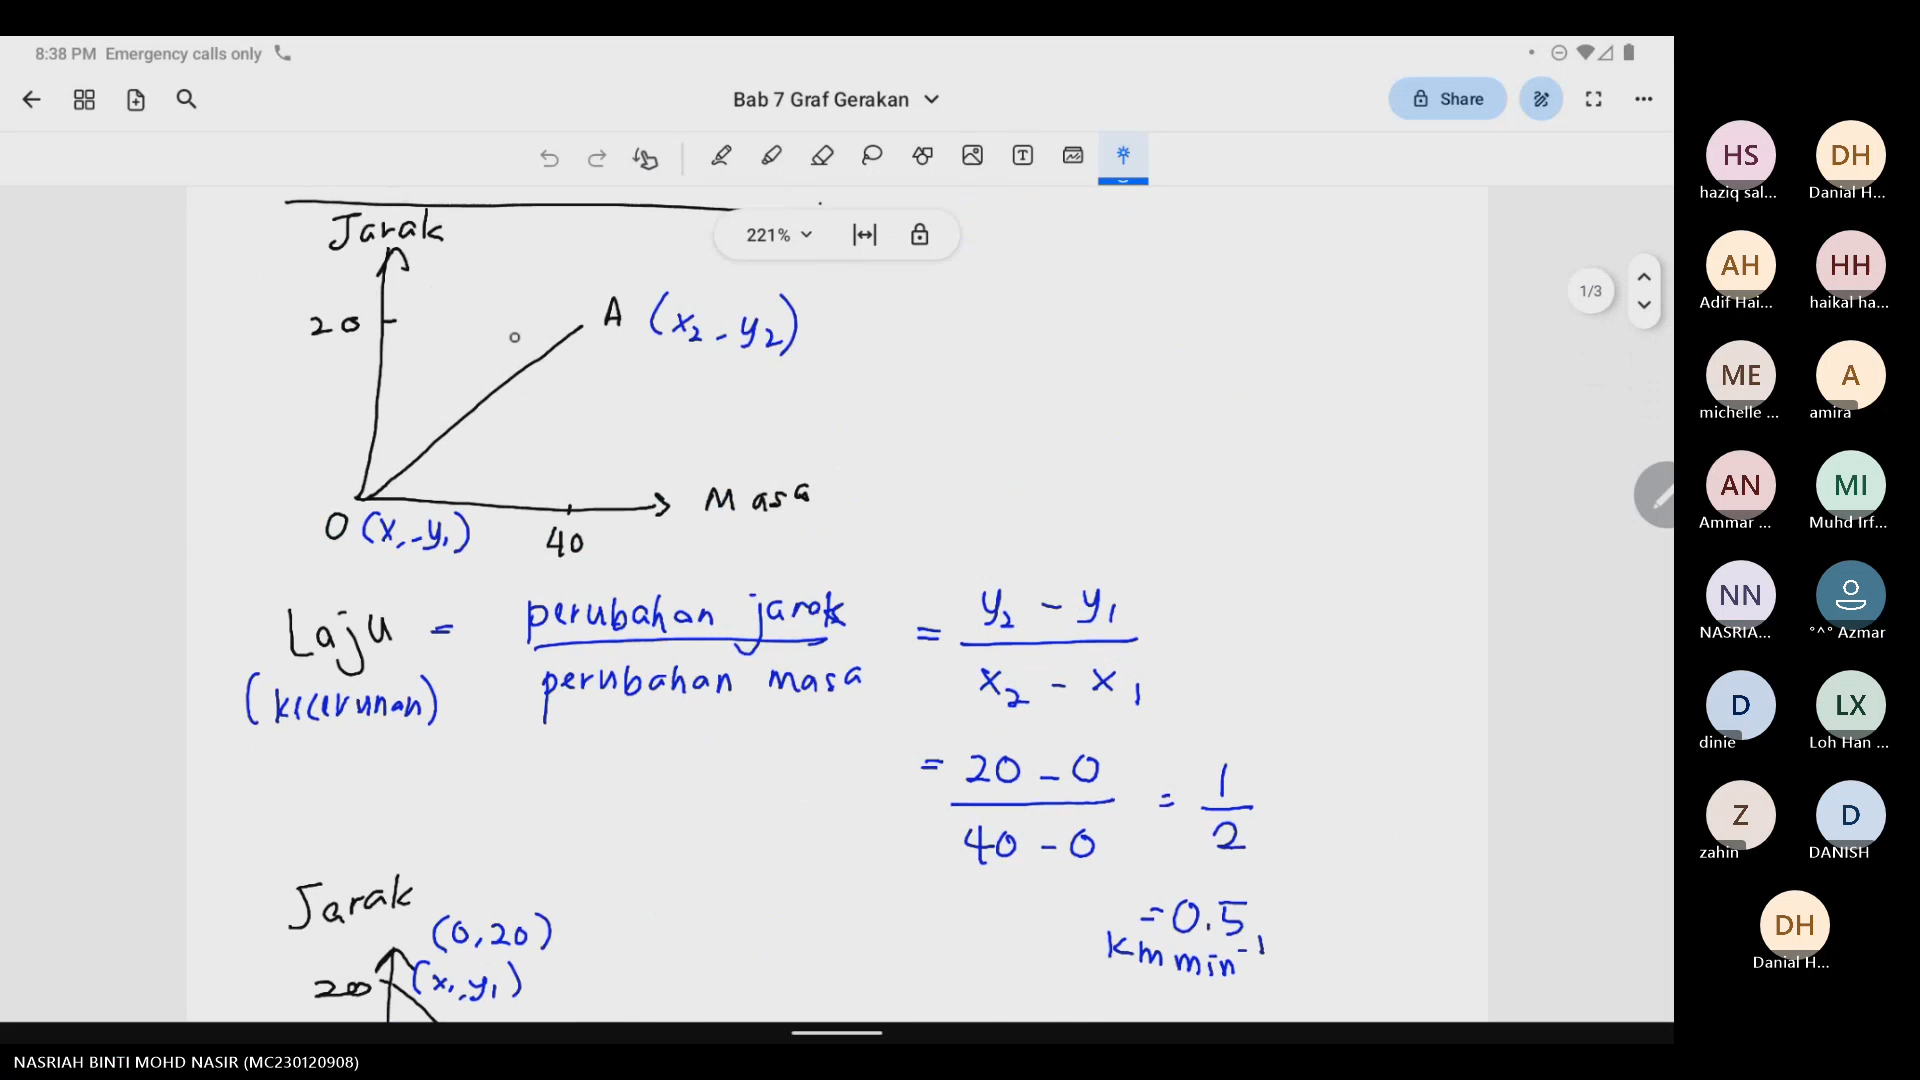 8:38 PM Emergency calls only
Bab 7 Graf Gerakan
Share
221%
1/3
Jarak
20
A (x₂ - y₂)
Masa
O (x₁ - y₁)
40
Laju = perubahan jarak / perubahan masa = y₂ - y₁ / x₂ - x₁
(kecerunan)
= 20 - 0 / 40 - 0 = 1 / 2
= 0.5
km min⁻¹
Jarak
(0, 20)
20 (x₁, y₁)
HS
haziq sal...
DH
Danial H...
AH
Adif Hai...
HH
haikal ha...
ME
michelle ...
A
amira
AN
Ammar ...
MI
Muhd Irf...
NN
NASRIA...
°^° Azmar
D
dinie
LX
Loh Han ...
Z
zahin
D
DANISH
DH
Danial H...
NASRIAH BINTI MOHD NASIR (MC230120908)